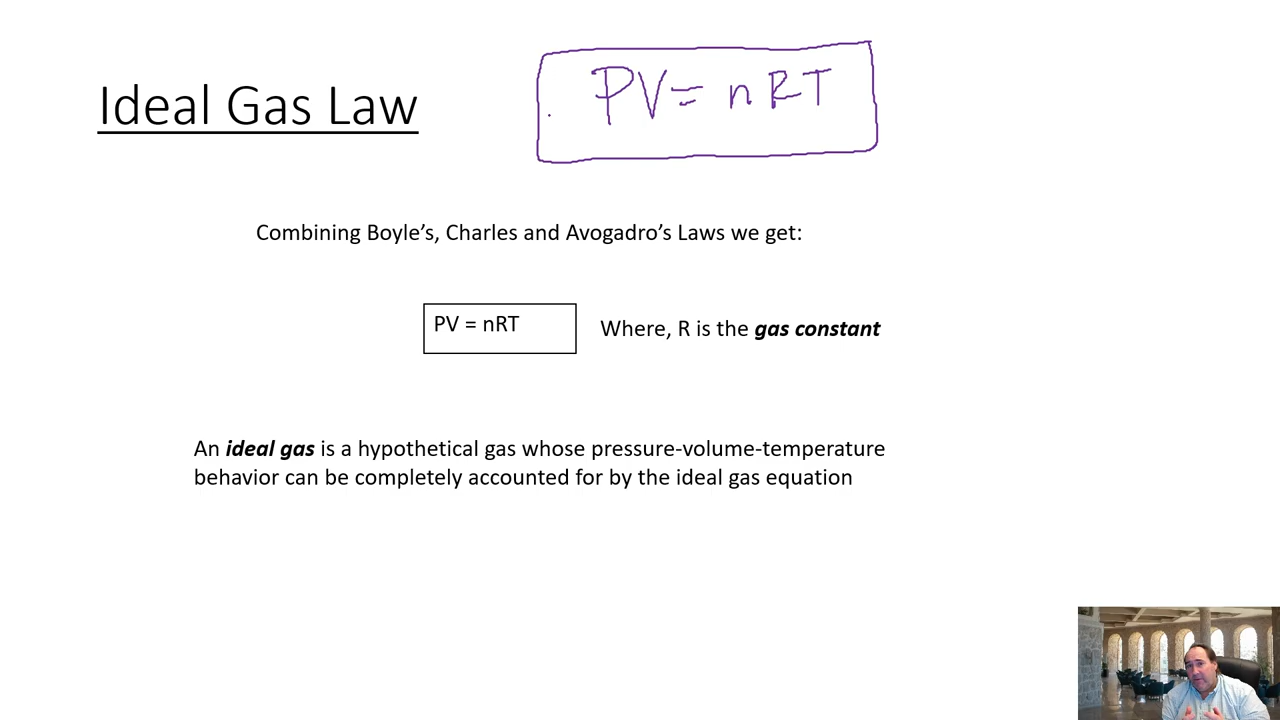 Ideal Gas Law
PV = nRT
Combining Boyle’s, Charles and Avogadro’s Laws we get:
PV = nRT
Where, R is the gas constant
An ideal gas is a hypothetical gas whose pressure-volume-temperature
behavior can be completely accounted for by the ideal gas equation